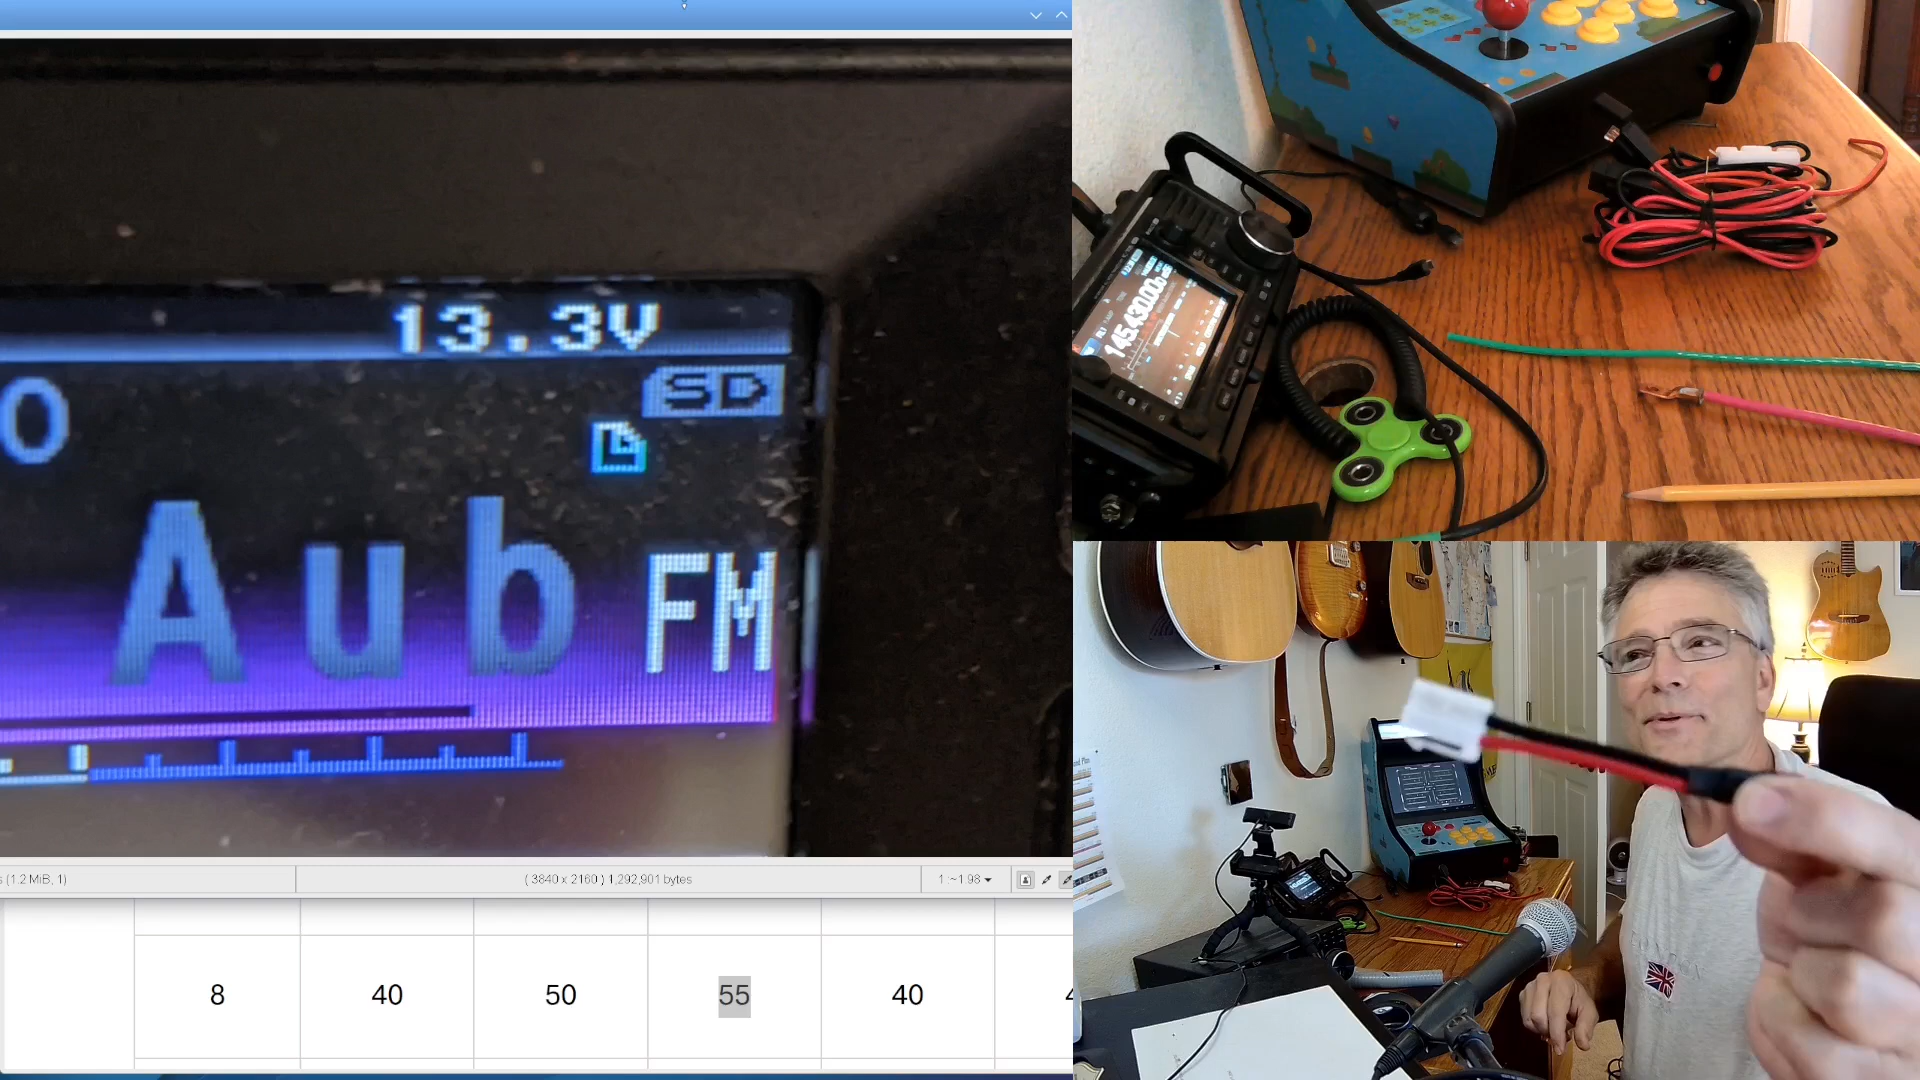 13.3V
SD
O
Aub FM
(1.2 MiB, 1)
( 3840 x 2160 ) 1,292,901 bytes
1:~1.98
8 40 50 55 40
145.430.00